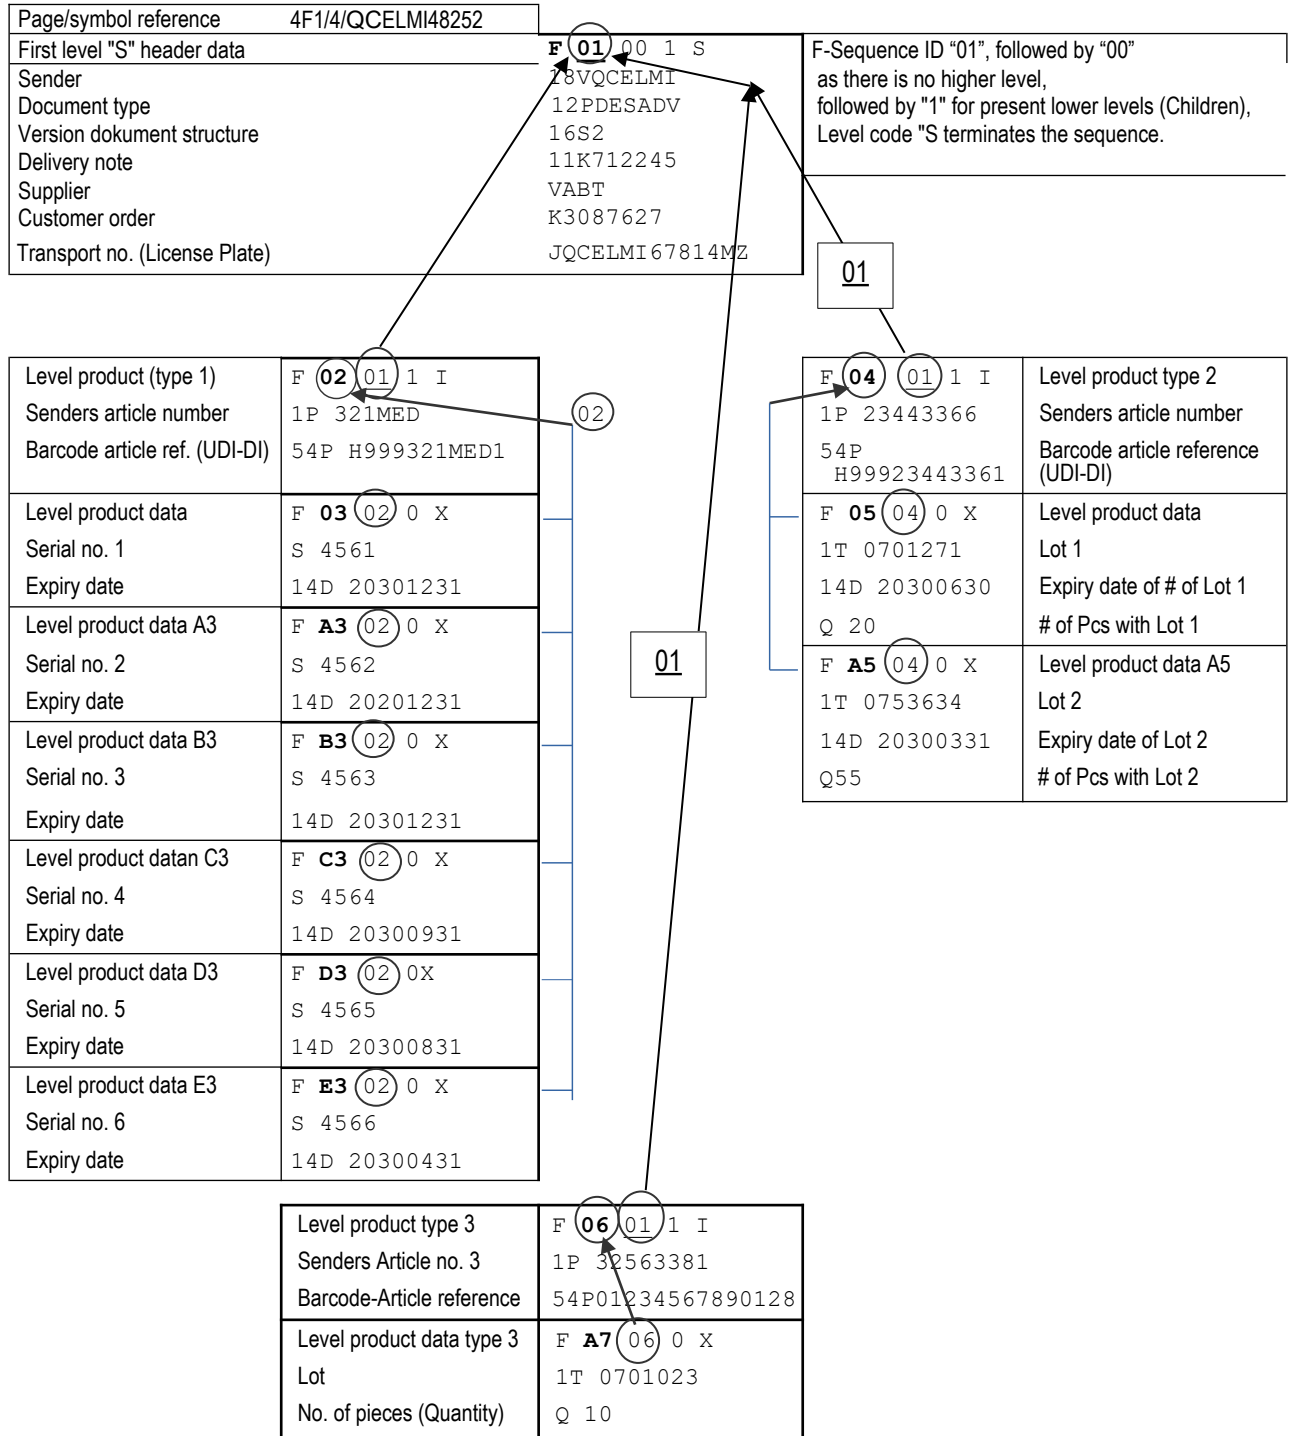 Page/symbol reference 4F1/4/QCELMI48252
First level "S" header data F 01 00 1 S
Sender 18VQCELMI
Document type 12PDESADV
Version dokument structure 16S2
Delivery note 11K712245
Supplier VABT
Customer order K3087627
Transport no. (License Plate) JQCELMI67814MZ
F-Sequence ID “01”, followed by “00”
as there is no higher level,
followed by "1" for present lower levels (Children),
Level code "S terminates the sequence.
01
Level product (type 1) F 02 01 1 I
Senders article number 1P 321MED
Barcode article ref. (UDI-DI) 54P H999321MED1
02
Level product data F 03 02 0 X
Serial no. 1 S 4561
Expiry date 14D 20301231
Level product data A3 F A3 02 0 X
Serial no. 2 S 4562
Expiry date 14D 20201231
Level product data B3 F B3 02 0 X
Serial no. 3 S 4563
Expiry date 14D 20301231
Level product datan C3 F C3 02 0 X
Serial no. 4 S 4564
Expiry date 14D 20300931
Level product data D3 F D3 02 0X
Serial no. 5 S 4565
Expiry date 14D 20300831
Level product data E3 F E3 02 0 X
Serial no. 6 S 4566
Expiry date 14D 20300431
01
F 04 01 1 I Level product type 2
1P 23443366 Senders article number
54P Barcode article reference
H99923443361 (UDI-DI)
F 05 04 0 X Level product data
1T 0701271 Lot 1
14D 20300630 Expiry date of # of Lot 1
Q 20 # of Pcs with Lot 1
F A5 04 0 X Level product data A5
1T 0753634 Lot 2
14D 20300331 Expiry date of Lot 2
Q55 # of Pcs with Lot 2
Level product type 3 F 06 01 1 I
Senders Article no. 3 1P 32563381
Barcode-Article reference 54P01234567890128
Level product data type 3 F A7 06 0 X
Lot 1T 0701023
No. of pieces (Quantity) Q 10